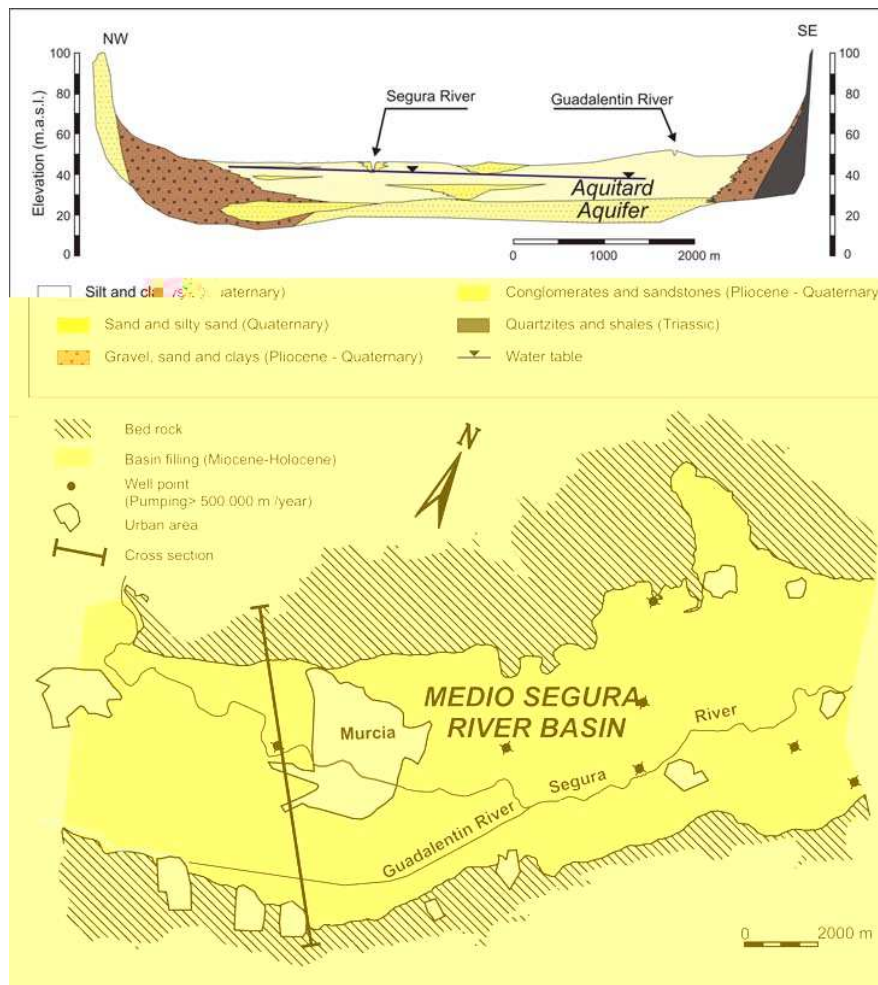 NW
SE
Elevation (m.a.s.l.)
100
80
60
40
20
0
Segura River
Guadalentin River
Aquitard
Aquifer
0 1000 2000 m
100
80
60
40
20
0
Silt and
Conglomerates and sandstones (Pliocene - Quaternary
Sand and silty sand (Quaternary)
Quartzites and shales (Triassic)
Gravel, sand and clays (Pliocene - Quaternary)
Water table
Bed rock
Basin filling (Miocene-Holocene)
Well point
(Pumping> 500.000 m /year)
Urban area
Cross section
N
MEDIO SEGURA
RIVER BASIN
Murcia
River
Segura
Guadalentin River
0 2000 m